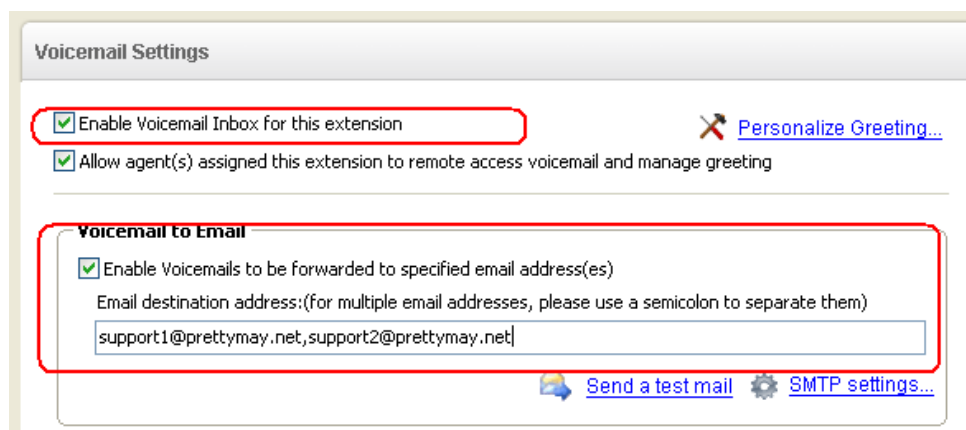 Voicemail Settings
Enable Voicemail Inbox for this extension
Personalize Greeting...
Allow agent(s) assigned this extension to remote access voicemail and manage greeting
Voicemail to Email
Enable Voicemails to be forwarded to specified email address(es)
Email destination address:(for multiple email addresses, please use a semicolon to separate them)
support1@prettymay.net,support2@prettymay.net
Send a test mail
SMTP settings...